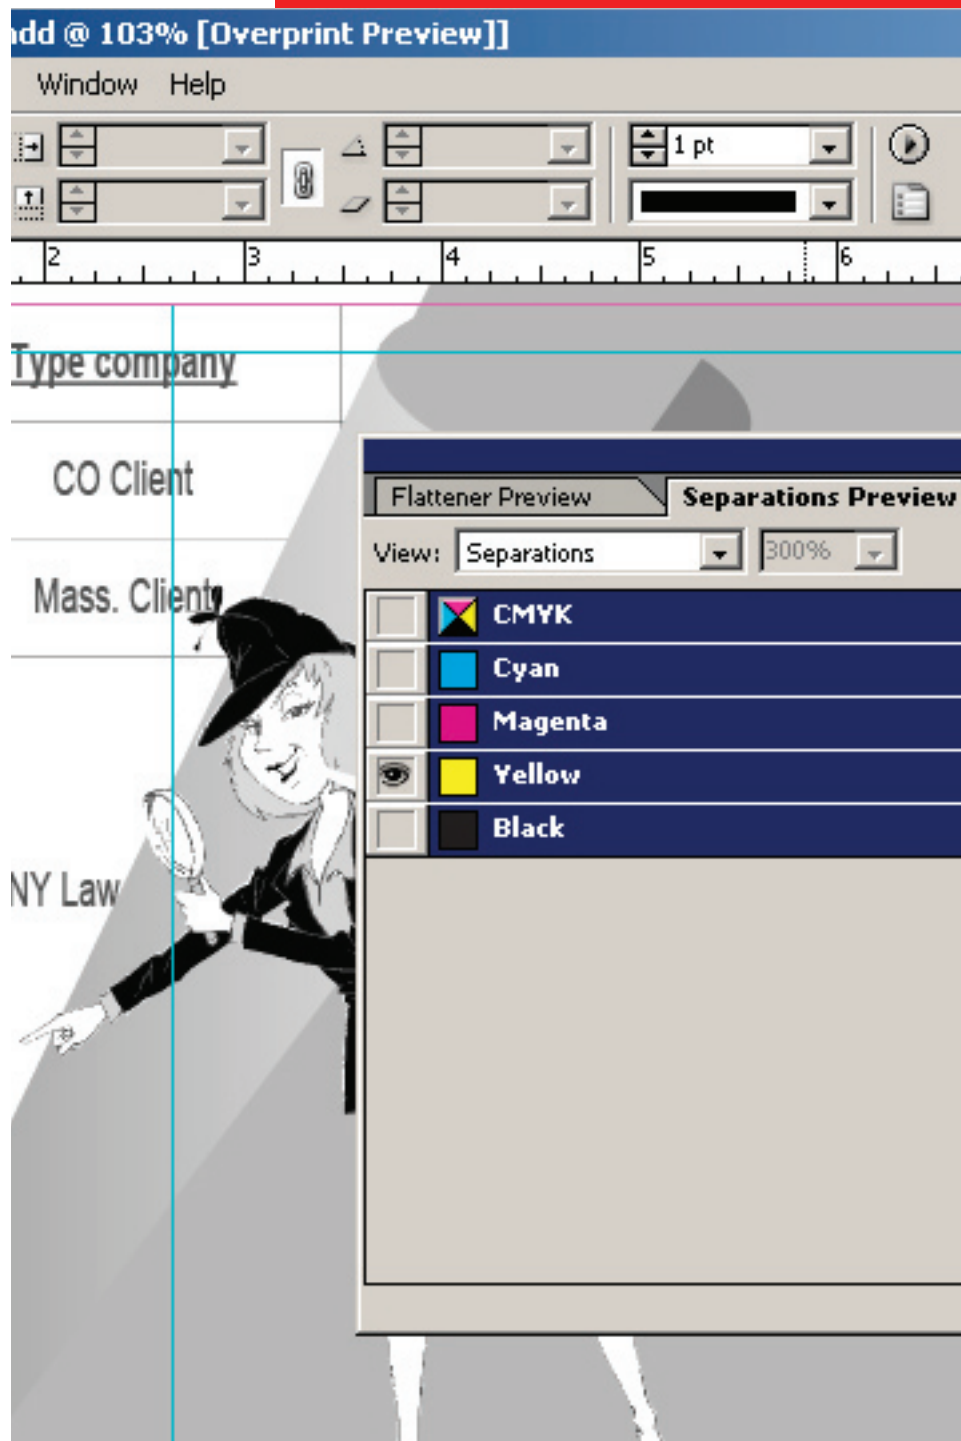 ndd @ 103% [Overprint Preview]]
Window Help
1 pt
2 3 4 5 6
Type company
CO Client
Flattener Preview Separations Preview
View: Separations 300%
CMYK
Mass. Client
Cyan
Magenta
Yellow
Black
NY Law